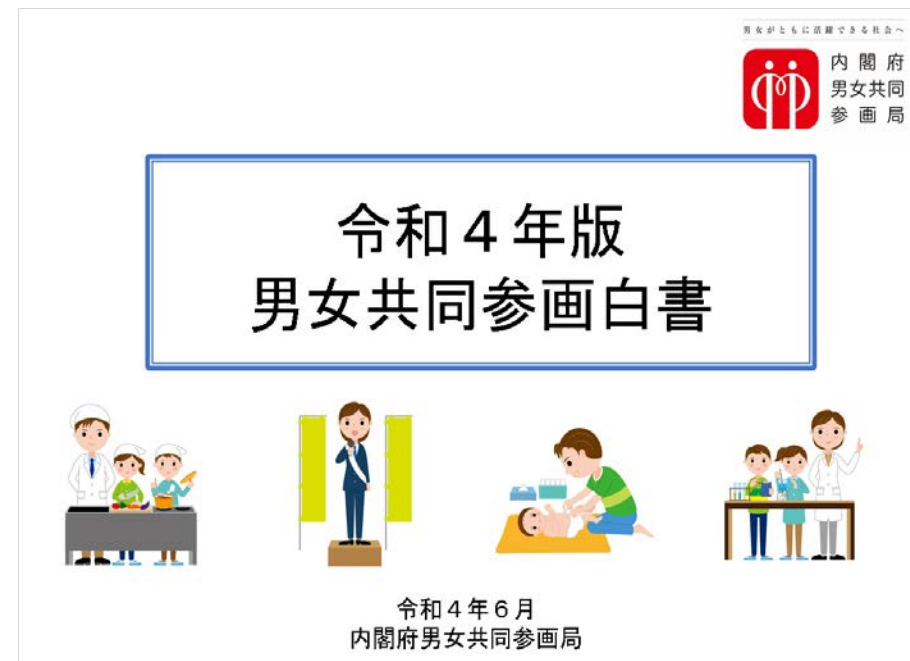 男女がともに活躍できる社会へ
内閣府
男女共同
参画局
令和４年版
男女共同参画白書
令和４年６月
内閣府男女共同参画局